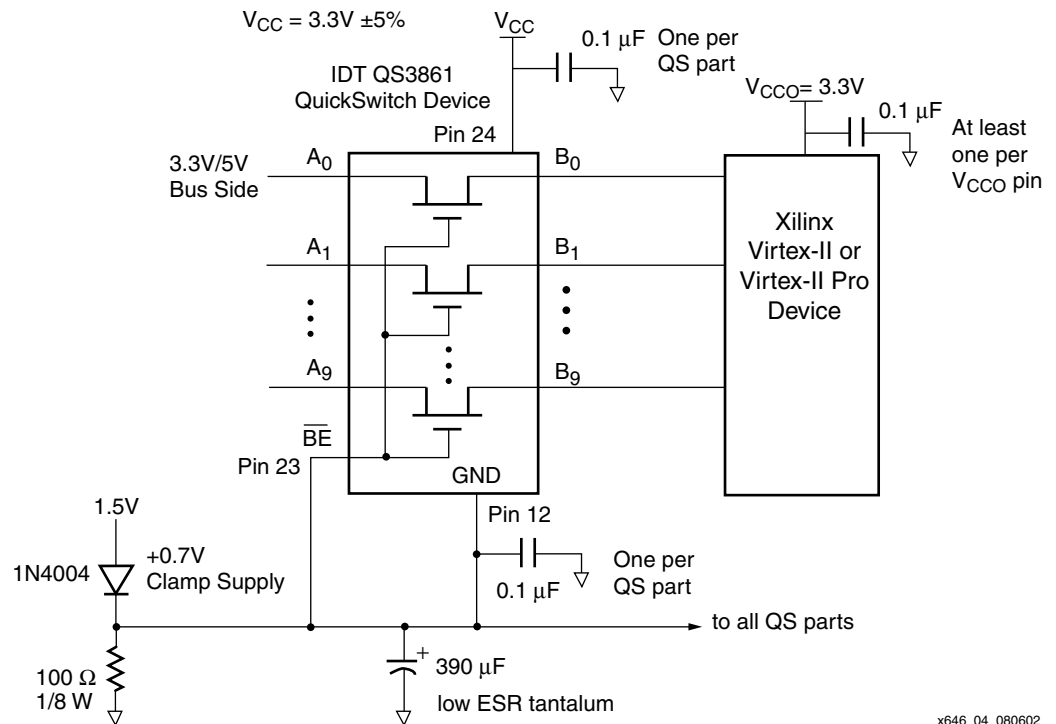 V_CC = 3.3V ±5%
V_CC
0.1 μF
One per
QS part
IDT QS3861
QuickSwitch Device
V_CCO= 3.3V
0.1 μF
At least
one per
V_CCO pin
Pin 24
3.3V/5V
Bus Side
A_0
B_0
Xilinx
Virtex-II or
Virtex-II Pro
Device
A_1
B_1
A_9
B_9
B̅E̅
Pin 23
GND
Pin 12
1.5V
1N4004
+0.7V
Clamp Supply
0.1 μF
One per
QS part
to all QS parts
100 Ω
1/8 W
+
390 μF
low ESR tantalum
x646_04_080602